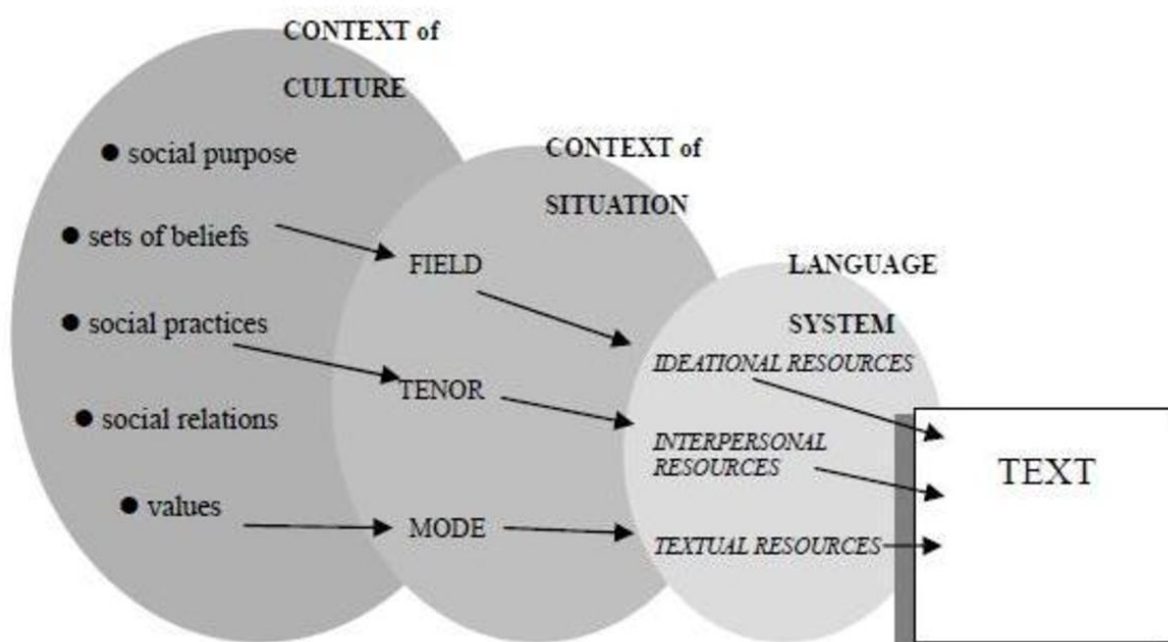 CONTEXT of
CULTURE
● social purpose
● sets of beliefs
● social practices
● social relations
● values
CONTEXT of
SITUATION
FIELD
TENOR
MODE
LANGUAGE
SYSTEM
IDEATIONAL RESOURCES
INTERPERSONAL
RESOURCES
TEXTUAL RESOURCES
TEXT